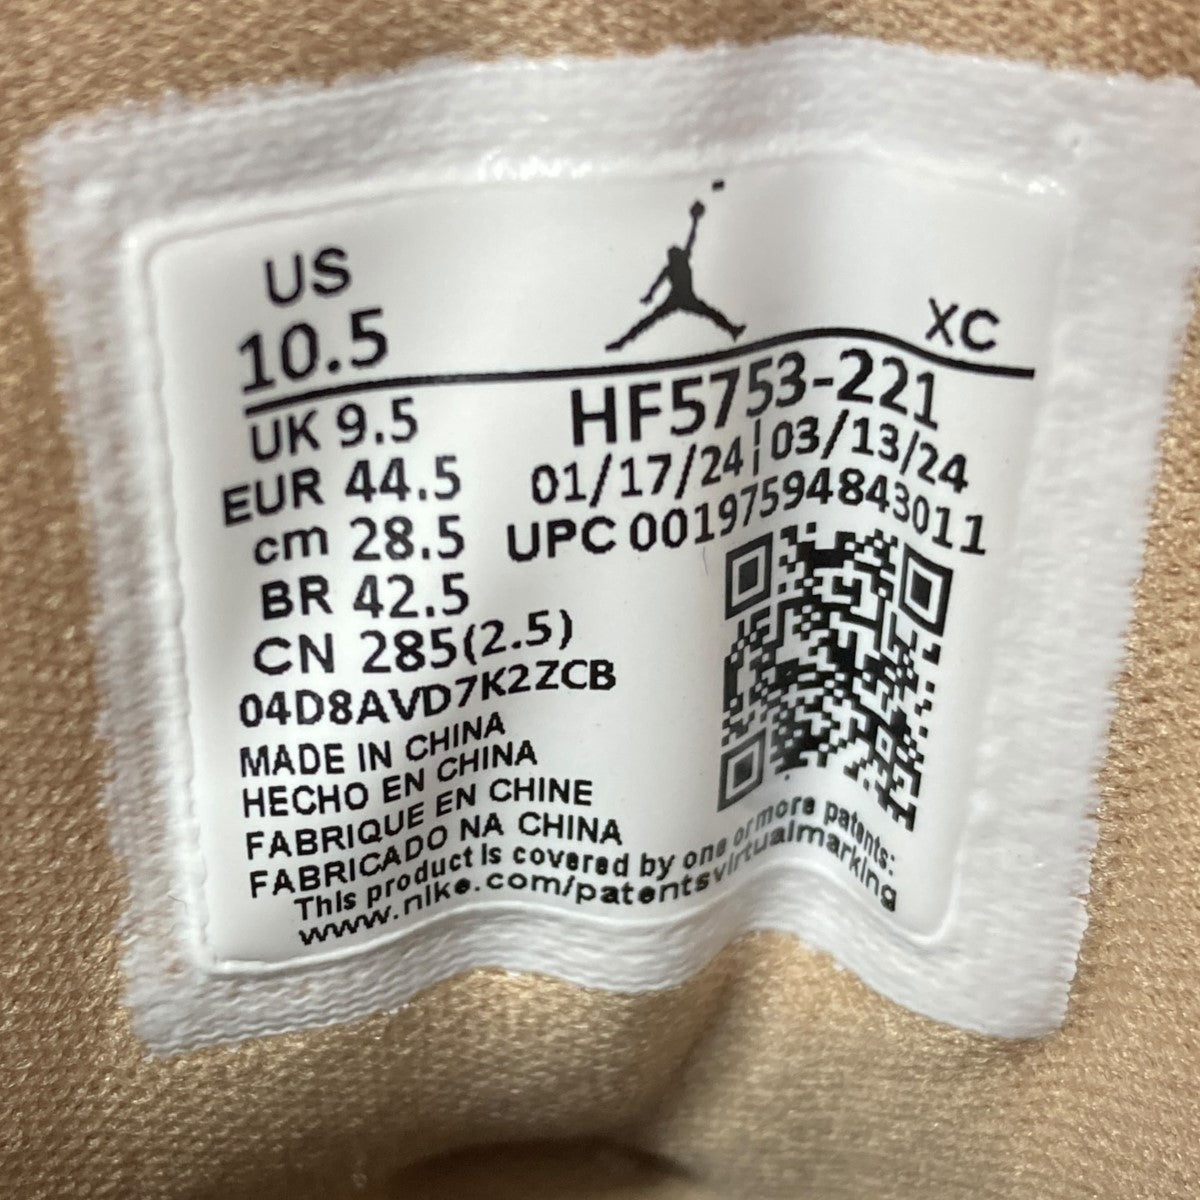 US
10.5
XC
UK 9.5
EUR 44.5
cm 28.5
BR 42.5
CN 285(2.5)
HF5753-221
01/17/24 ¦ 03/13/24
UPC 00197594843011
04D8AVD7K2ZCB
MADE IN CHINA
HECHO EN CHINA
FABRIQUE EN CHINE
FABRICADO NA CHINA
This product is covered by one or more patents:
www.nike.com/patentsvirtualmarking